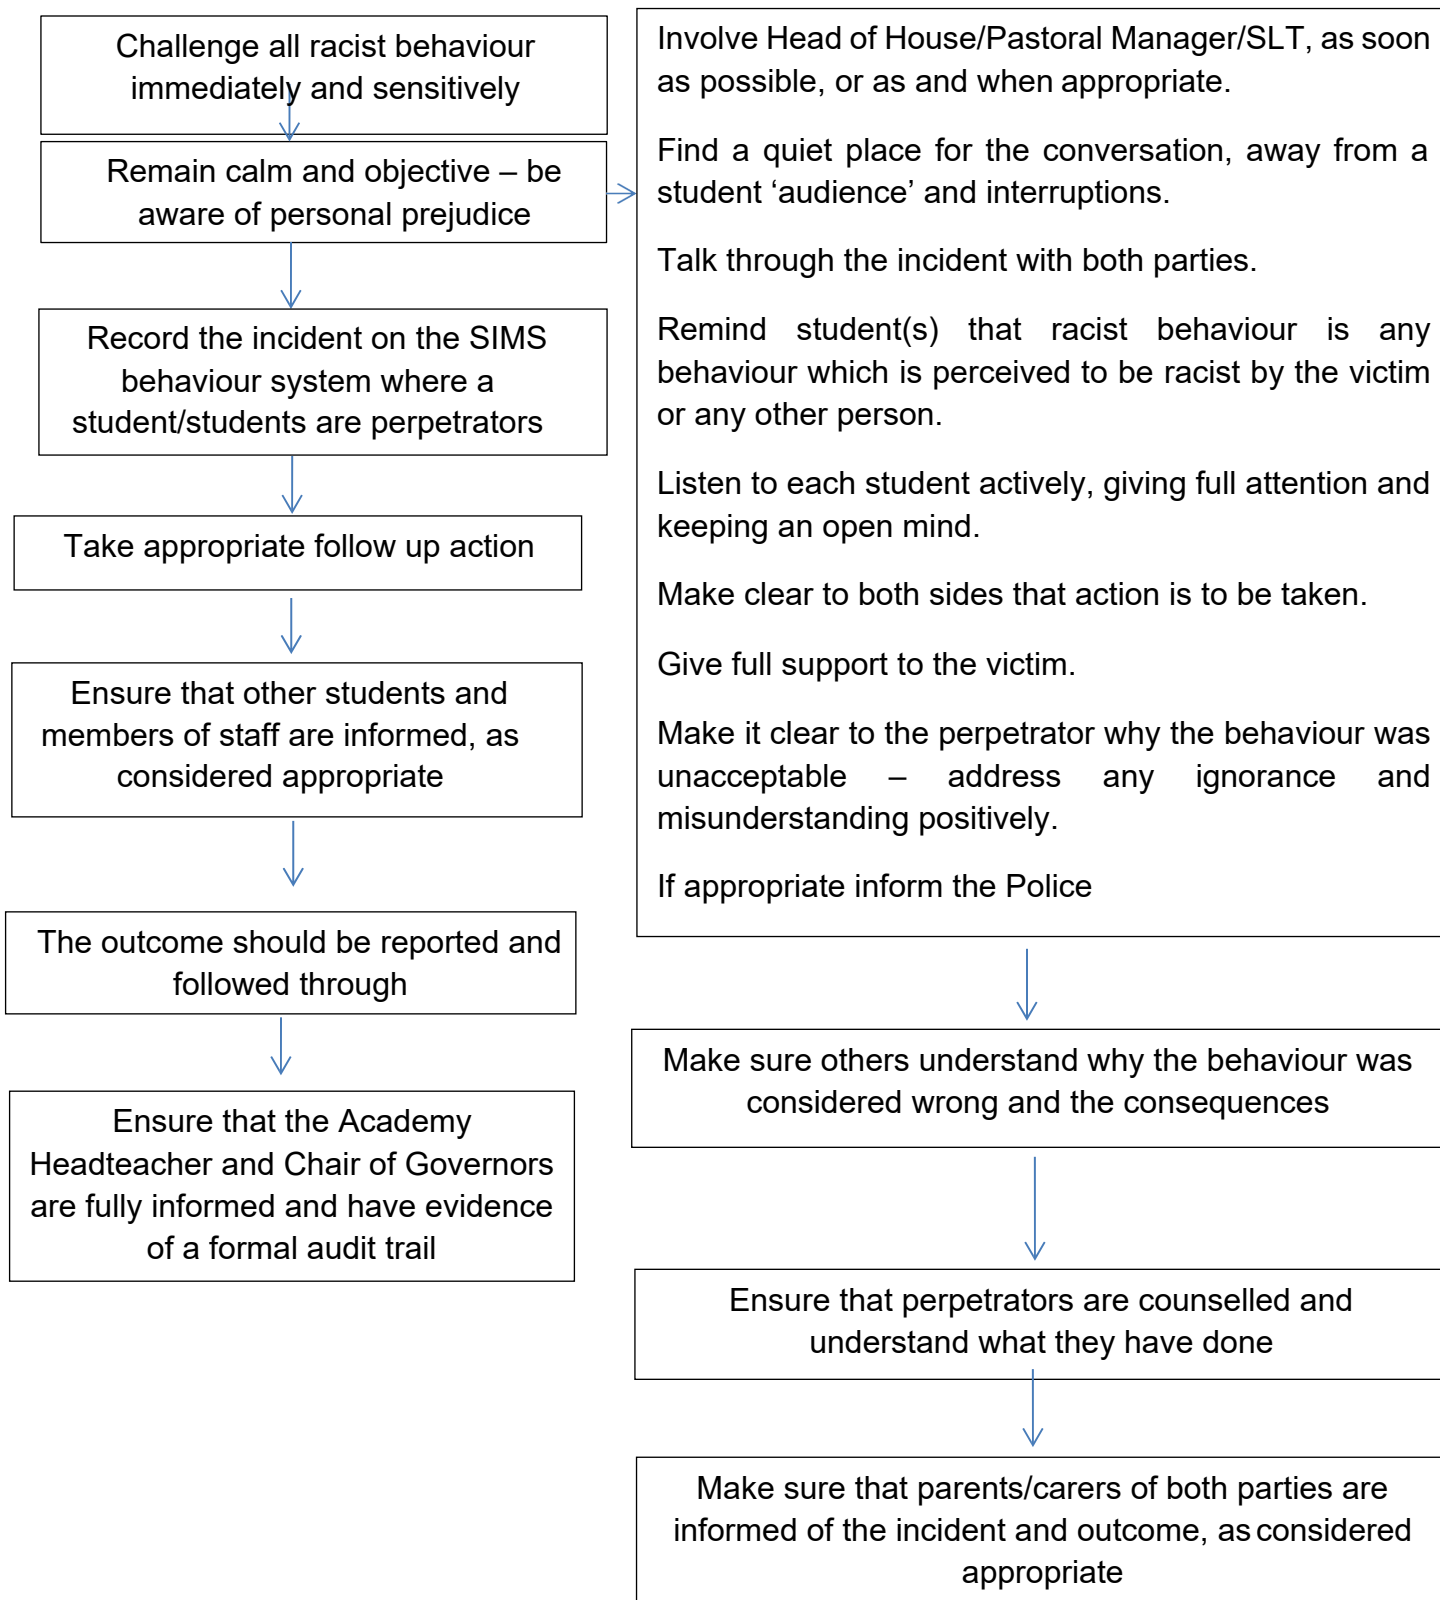 Challenge all racist behaviour
immediately and sensitively
Remain calm and objective – be
aware of personal prejudice
Record the incident on the SIMS
behaviour system where a
student/students are perpetrators
Take appropriate follow up action
Ensure that other students and
members of staff are informed, as
considered appropriate
The outcome should be reported and
followed through
Ensure that the Academy
Headteacher and Chair of Governors
are fully informed and have evidence
of a formal audit trail
Involve Head of House/Pastoral Manager/SLT, as soon
as possible, or as and when appropriate.
Find a quiet place for the conversation, away from a
student ‘audience’ and interruptions.
Talk through the incident with both parties.
Remind student(s) that racist behaviour is any
behaviour which is perceived to be racist by the victim
or any other person.
Listen to each student actively, giving full attention and
keeping an open mind.
Make clear to both sides that action is to be taken.
Give full support to the victim.
Make it clear to the perpetrator why the behaviour was
unacceptable – address any ignorance and
misunderstanding positively.
If appropriate inform the Police
Make sure others understand why the behaviour was
considered wrong and the consequences
Ensure that perpetrators are counselled and
understand what they have done
Make sure that parents/carers of both parties are
informed of the incident and outcome, as considered
appropriate